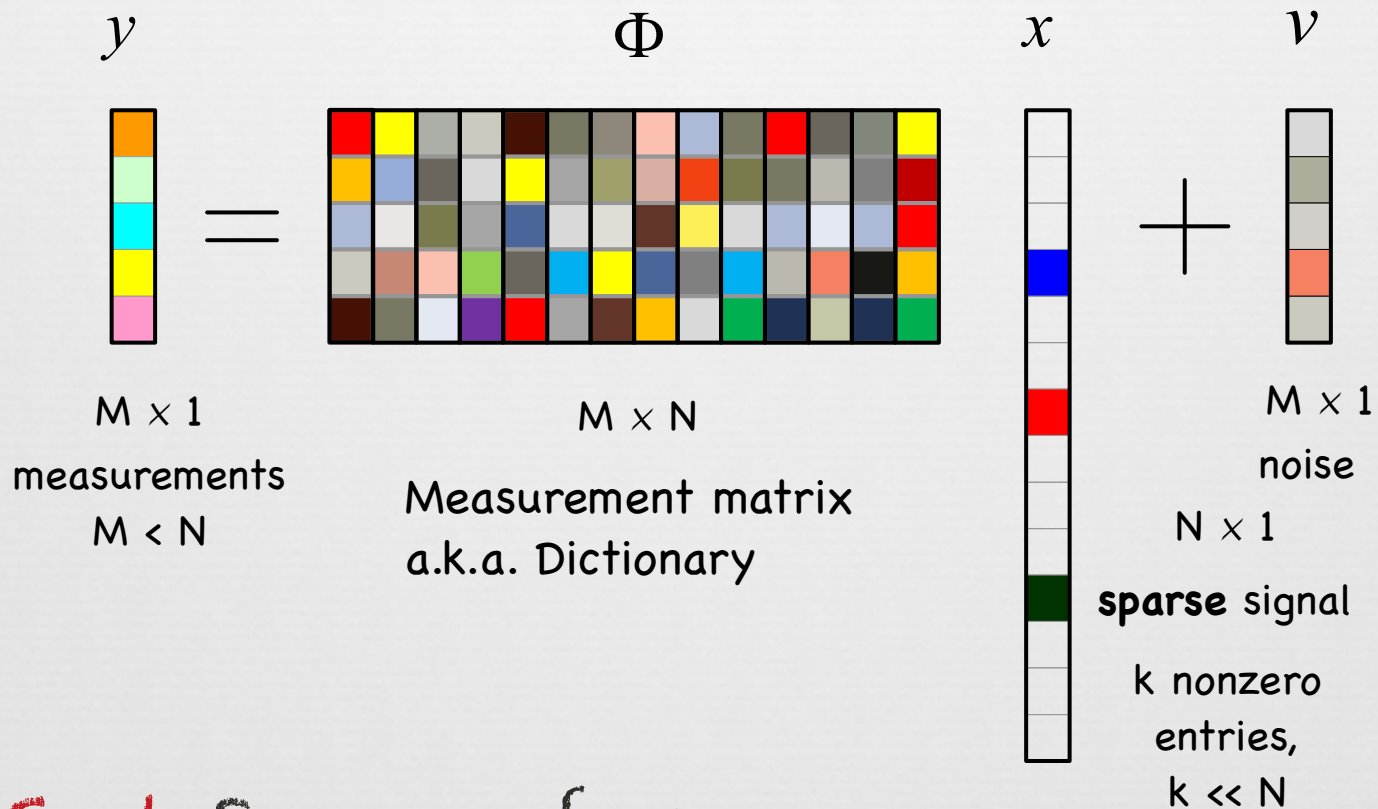 y Φ x v
=
+
M × 1
measurements
M < N
M × N
Measurement matrix
a.k.a. Dictionary
M × 1
noise
N × 1
sparse signal
k nonzero
entries,
k << N